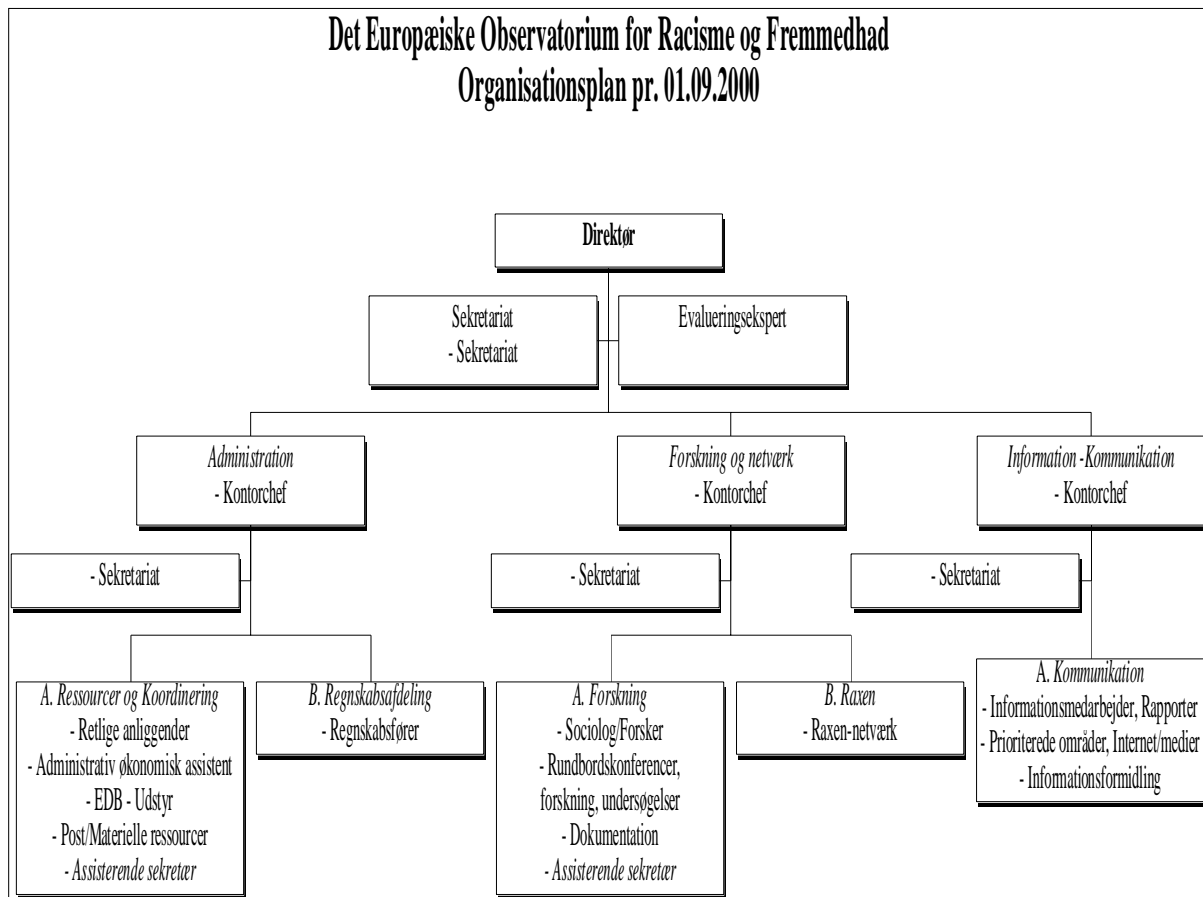 Det Europæiske Observatorium for Racisme og Fremmedhad
Organisationsplan pr. 01.09.2000
Direktør
Sekretariat
- Sekretariat
Evalueringsekspert
Administration
- Kontorchef
Forskning og netværk
- Kontorchef
Information -Kommunikation
- Kontorchef
- Sekretariat
- Sekretariat
- Sekretariat
A. Ressourcer og Koordinering
- Retlige anliggender
- Administrativ økonomisk assistent
- EDB - Udstyr
- Post/Materielle ressourcer
- Assisterende sekretær
B. Regnskabsafdeling
- Regnskabsfører
A. Forskning
- Sociolog/Forsker
- Rundbordskonferencer,
forskning, undersøgelser
- Dokumentation
- Assisterende sekretær
B. Raxen
- Raxen-netværk
A. Kommunikation
- Informationsmedarbejder, Rapporter
- Prioriterede områder, Internet/medier
- Informationsformidling